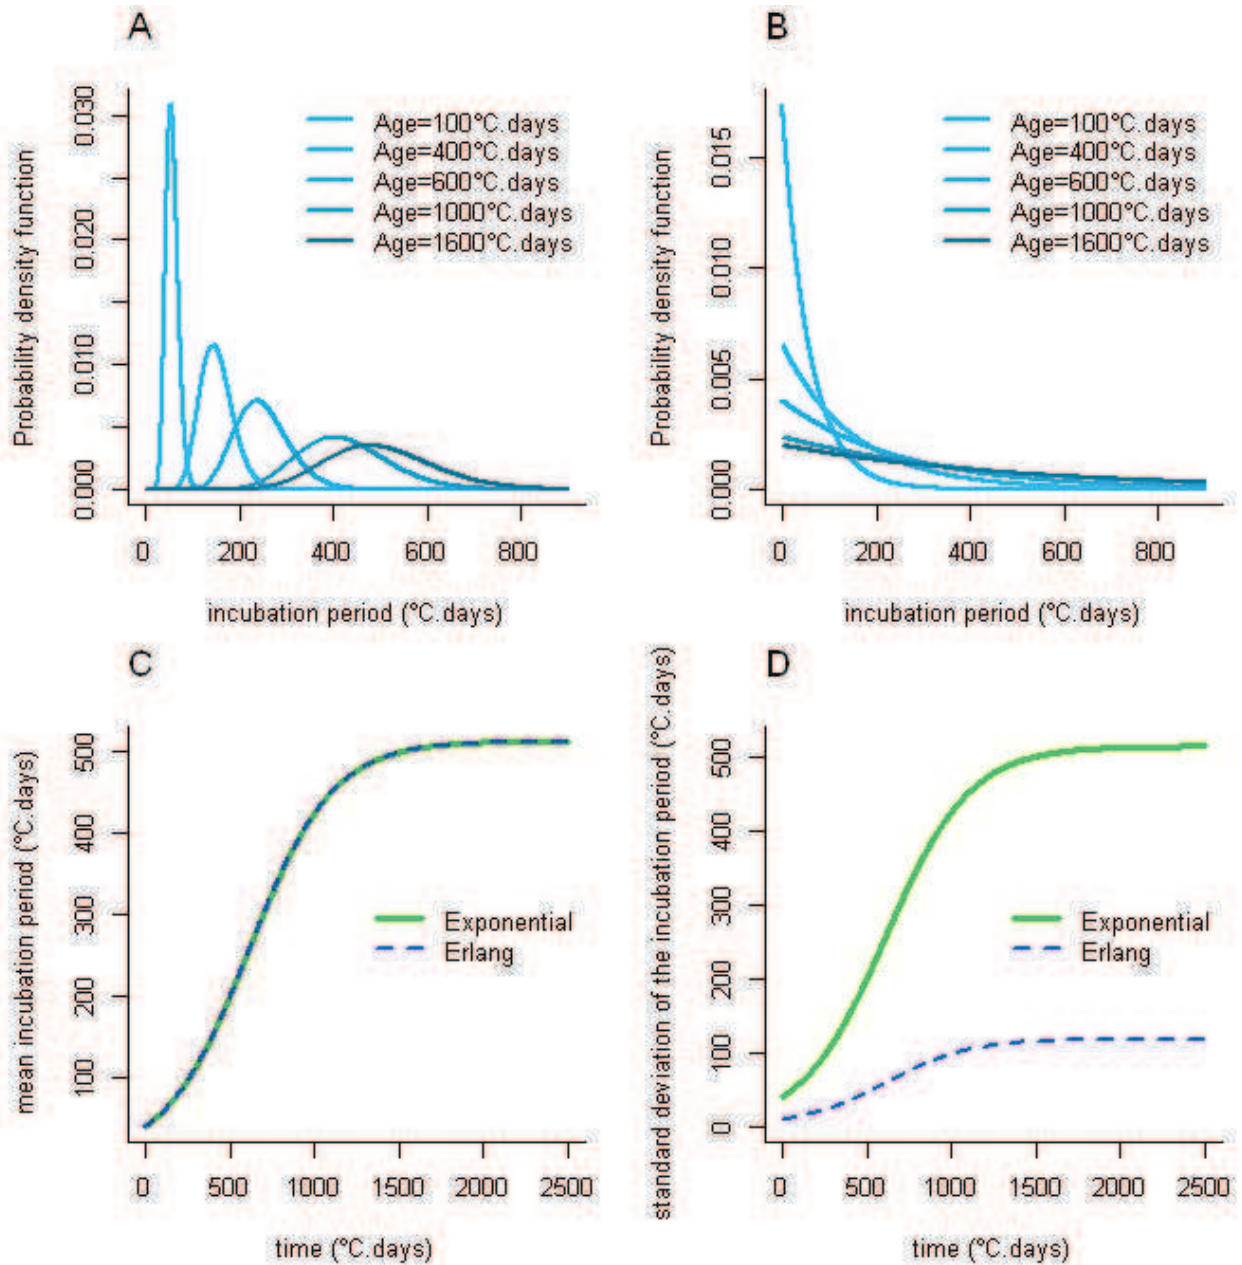 A
Probability density function
0.030
0.020
0.010
0.000
Age=100°C.days
Age=400°C.days
Age=600°C.days
Age=1000°C.days
Age=1600°C.days
0 200 400 600 800
incubation period (°C.days)
B
Probability density function
0.015
0.010
0.005
0.000
Age=100°C.days
Age=400°C.days
Age=600°C.days
Age=1000°C.days
Age=1600°C.days
0 200 400 600 800
incubation period (°C.days)
C
mean incubation period (°C.days)
500
400
300
200
100
Exponential
Erlang
0 500 1000 1500 2000 2500
time (°C.days)
D
standard deviation of the incubation period (°C.days)
500
400
300
200
100
0
Exponential
Erlang
0 500 1000 1500 2000 2500
time (°C.days)